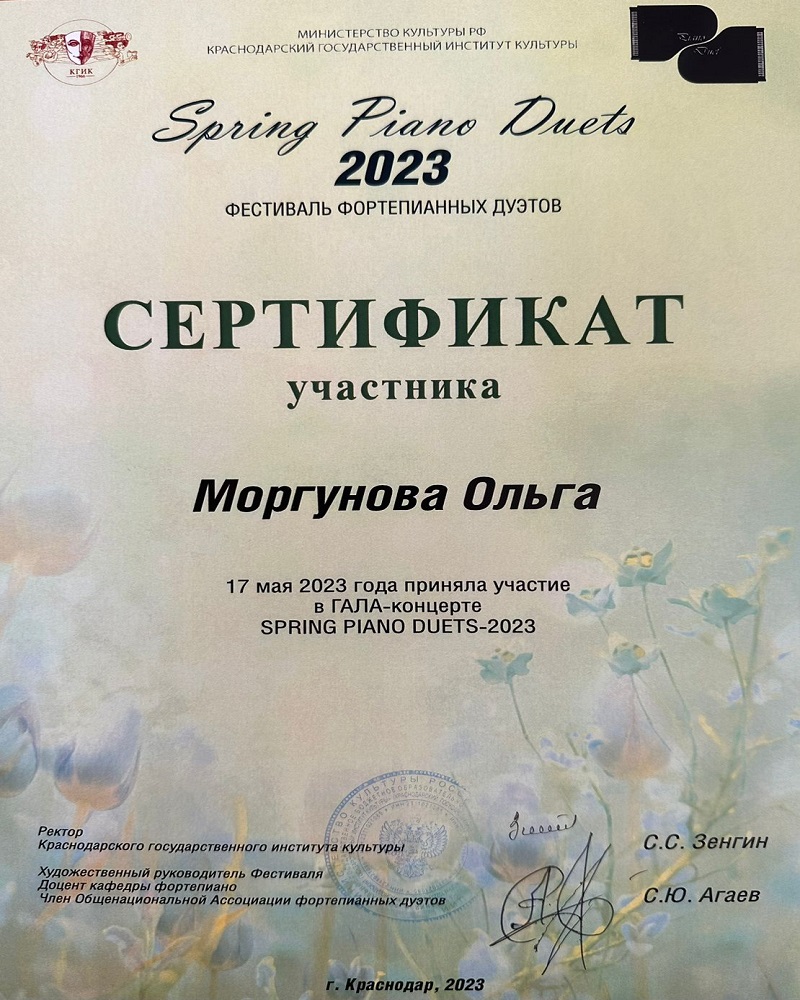 МИНИСТЕРСТВО КУЛЬТУРЫ РФ
КРАСНОДАРСКИЙ ГОСУДАРСТВЕННЫЙ ИНСТИТУТ КУЛЬТУРЫ
КГИК
Piano
Duet
Spring Piano Duets
2023
ФЕСТИВАЛЬ ФОРТЕПИАННЫХ ДУЭТОВ
СЕРТИФИКАТ
участника
Моргунова Ольга
17 мая 2023 года приняла участие
в ГАЛА-концерте
SPRING PIANO DUETS-2023
Ректор
Краснодарского государственного института культуры
С.С. Зенгин
Художественный руководитель Фестиваля
Доцент кафедры фортепиано
Член Общенациональной Ассоциации фортепианных дуэтов
С.Ю. Агаев
г. Краснодар, 2023